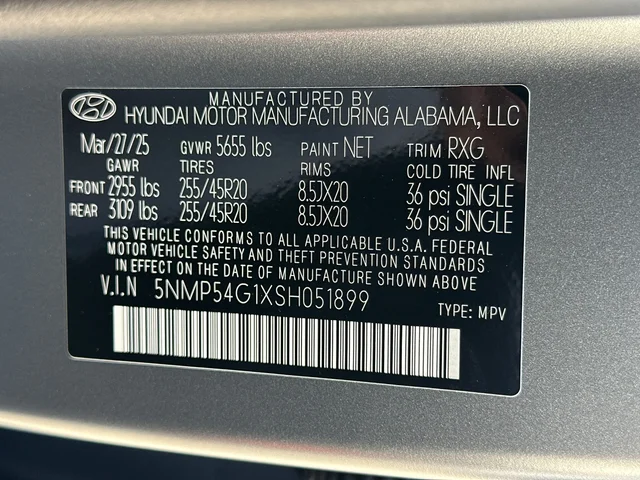 MANUFACTURED BY
HYUNDAI MOTOR MANUFACTURING ALABAMA, LLC
Mar/27/25 GVWR 5655 lbs PAINT NET TRIM RXG
GAWR TIRES RIMS COLD TIRE INFL
FRONT 2955 lbs 255/45R20 8.5JX20 36 psi SINGLE
REAR 3109 lbs 255/45R20 8.5JX20 36 psi SINGLE
THIS VEHICLE CONFORMS TO ALL APPLICABLE U.S.A. FEDERAL
MOTOR VEHICLE SAFETY AND THEFT PREVENTION STANDARDS
IN EFFECT ON THE DATE OF MANUFACTURE SHOWN ABOVE.
V.I.N 5NMP54G1XSH051899
TYPE: MPV